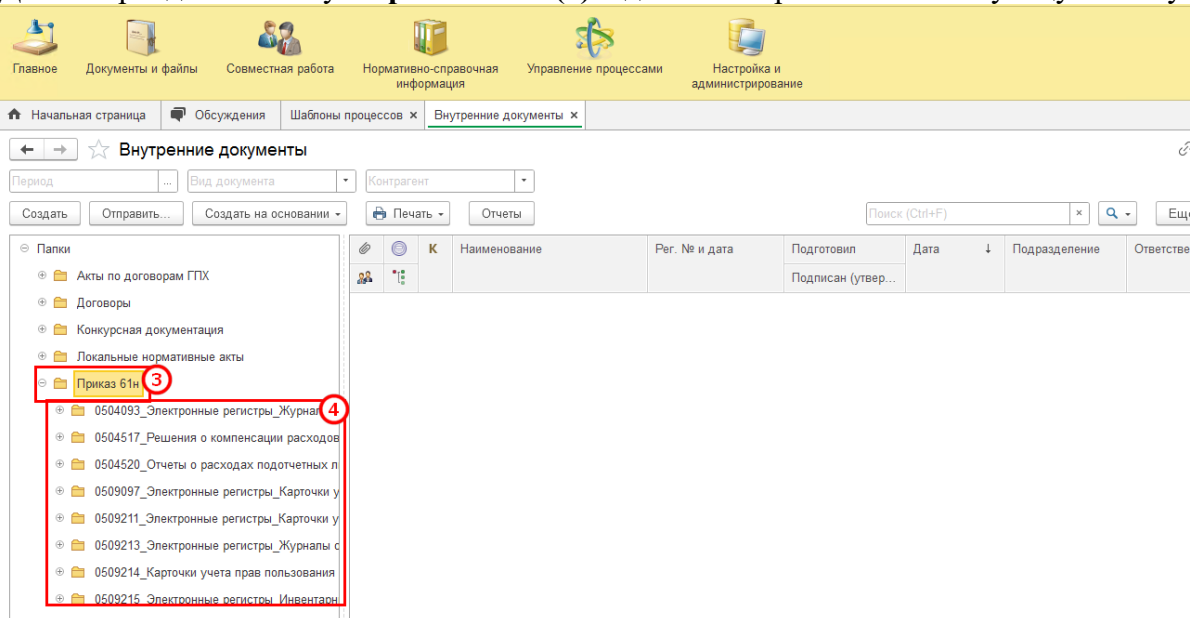 Главное
Документы и файлы
Совместная работа
Нормативно-справочная
информация
Управление процессами
Настройка и
администрирование
Начальная страница
Обсуждения
Шаблоны процессов ×
Внутренние документы ×
Внутренние документы
Период
...
Вид документа
Контрагент
Создать
Отправить...
Создать на основании
Печать
Отчеты
Поиск (Ctrl+F)
×
Ещё
Папки
К
Наименование
Рег. № и дата
Подготовил
Дата
↓
Подразделение
Ответстве
Подписан (утвер...
Акты по договорам ГПХ
Договоры
Конкурсная документация
Локальные нормативные акты
Приказ 61н
3
0504093_Электронные регистры_Журнал
4
0504517_Решения о компенсации расходов
0504520_Отчеты о расходах подотчетных л
0509097_Электронные регистры_Карточки у
0509211_Электронные регистры_Карточки у
0509213_Электронные регистры_Журналы о
0509214_Карточки учета прав пользования
0509215_Электронные регистры_Инвентарн